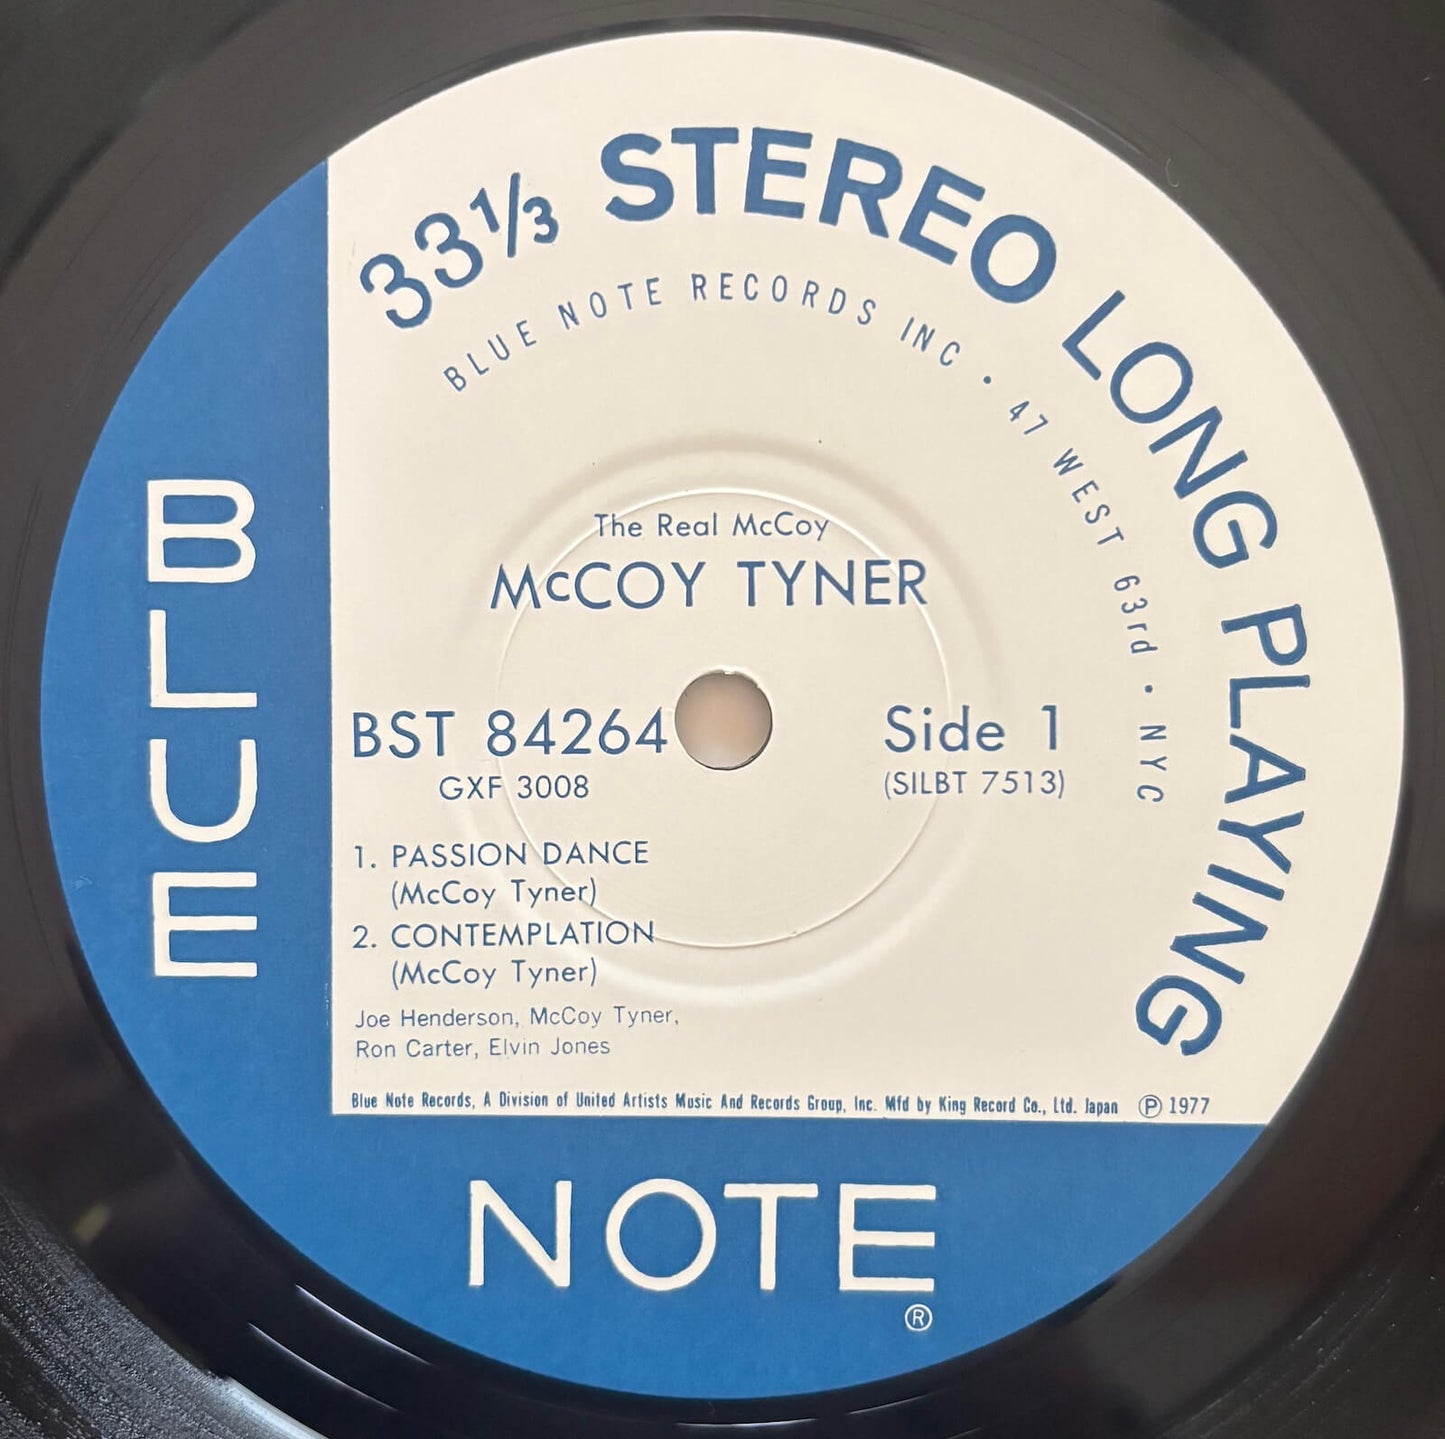 33⅓ STEREO LONG PLAYING
BLUE NOTE RECORDS INC • 47 WEST 63rd • NYC
The Real McCoy
McCOY TYNER
BST 84264
GXF 3008
Side 1
(SILBT 7513)
1. PASSION DANCE
(McCoy Tyner)
2. CONTEMPLATION
(McCoy Tyner)
Joe Henderson, McCoy Tyner,
Ron Carter, Elvin Jones
Blue Note Records, A Division of United Artists Music And Records Group, Inc. Mfd by King Record Co., Ltd. Japan ℗ 1977
BLUE
NOTE
®